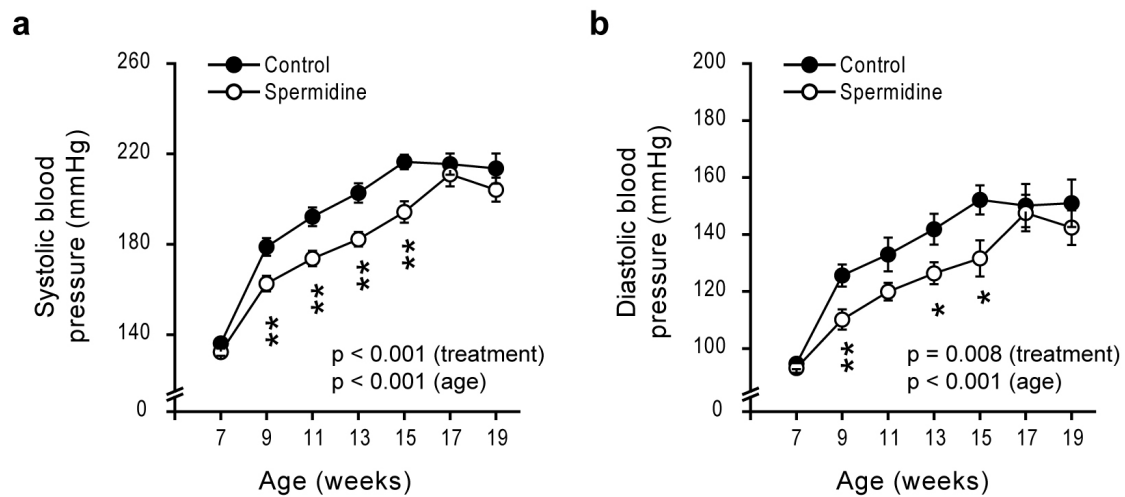 a
260
220
180
140
0
Systolic blood
pressure (mmHg)
Control
Spermidine
**
**
**
**
p < 0.001 (treatment)
p < 0.001 (age)
7 9 11 13 15 17 19
Age (weeks)
b
200
180
160
140
120
100
0
Diastolic blood
pressure (mmHg)
Control
Spermidine
**
*
*
p = 0.008 (treatment)
p < 0.001 (age)
7 9 11 13 15 17 19
Age (weeks)